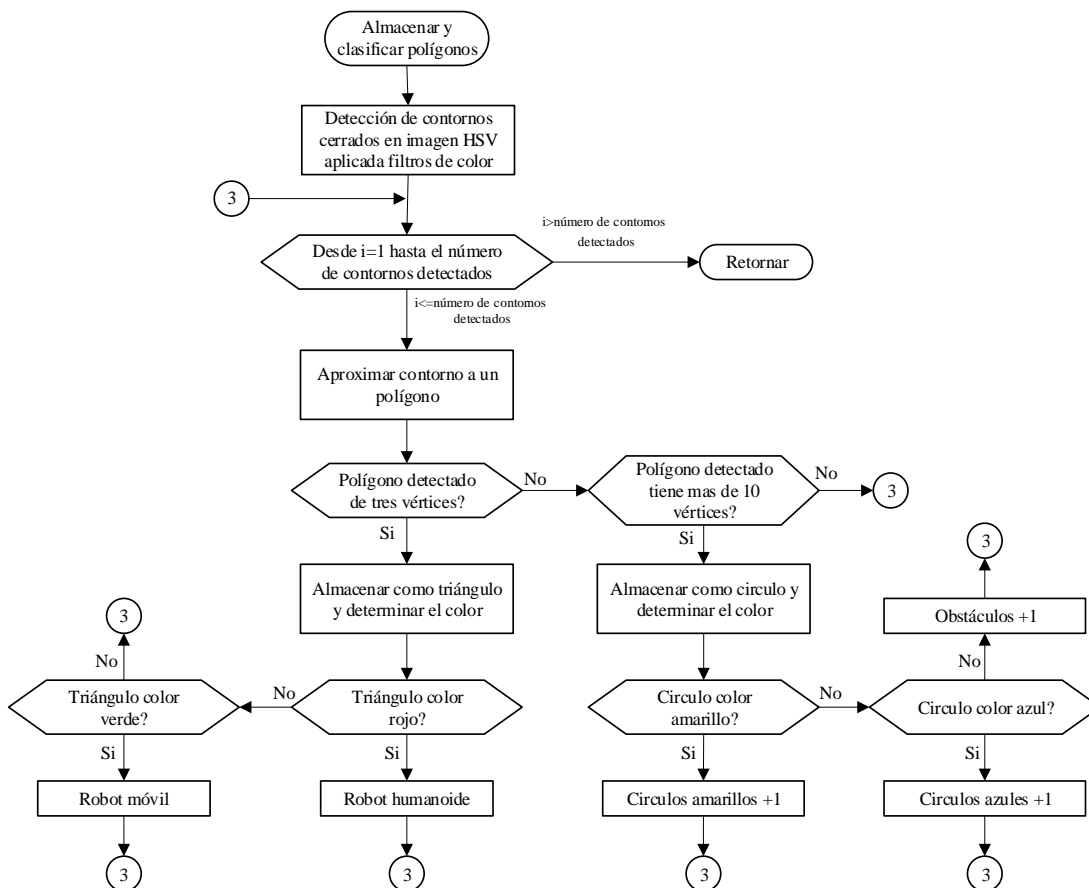 Almacenar y
clasificar polígonos
Detección de contornos
cerrados en imagen HSV
aplicada filtros de color
3
i>número de contornos
detectados
Desde i=1 hasta el número
de contornos detectados
Retornar
i<=número de contornos
detectados
Aproximar contorno a un
polígono
Polígono detectado
de tres vértices?
No
Polígono detectado
tiene mas de 10
vértices?
No
3
Si
Si
3
Almacenar como triángulo
y determinar el color
Almacenar como circulo y
determinar el color
Obstáculos +1
3
No
No
Triángulo color
verde?
No
Triángulo color
rojo?
Circulo color
amarillo?
No
Circulo color azul?
Si
Si
Si
Si
Robot móvil
Robot humanoide
Circulos amarillos +1
Circulos azules +1
3
3
3
3